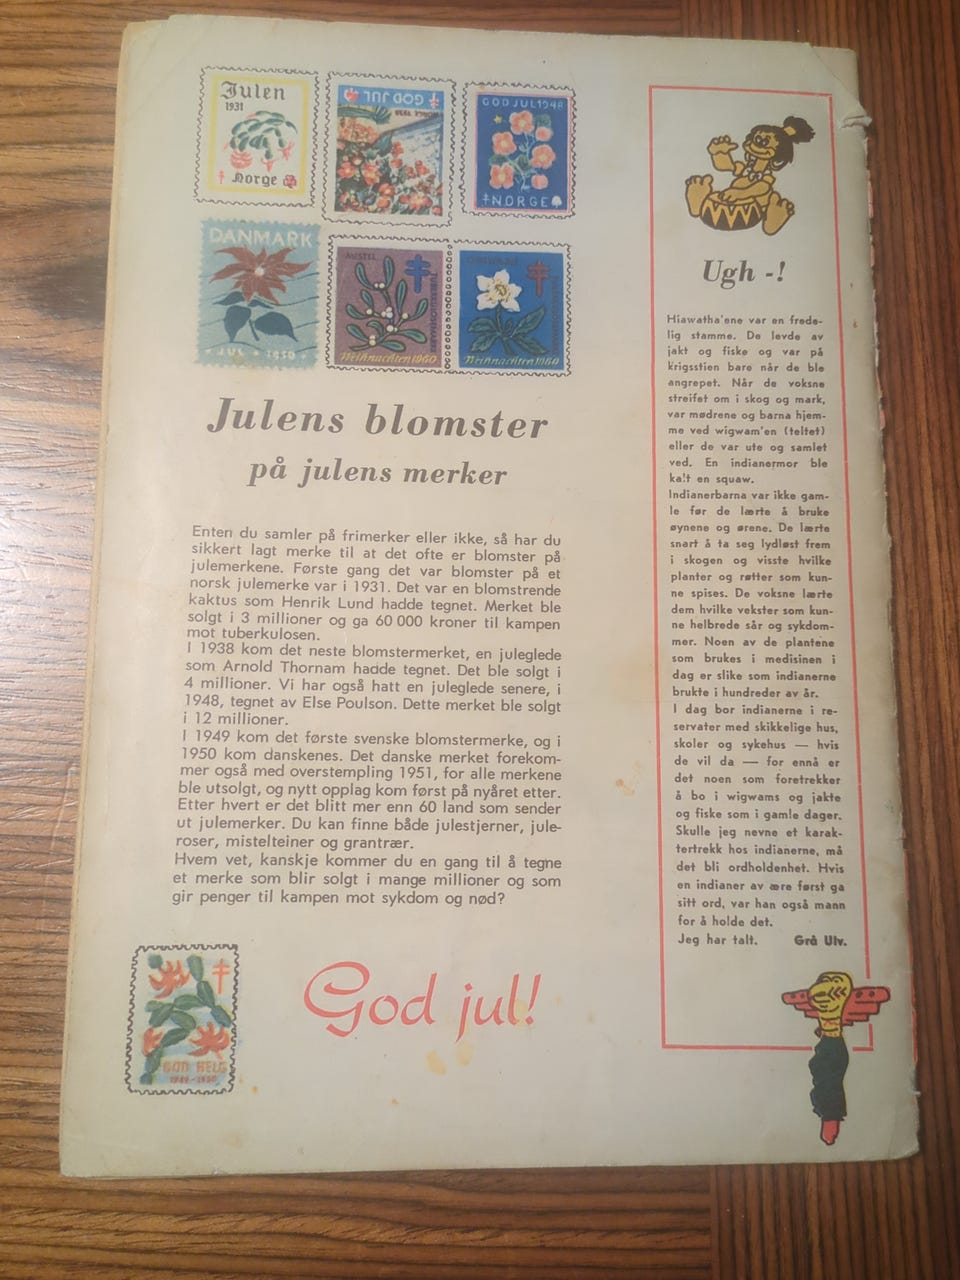 Julen
1931
Norge
GOD JUL
NORGE 1938
GOD JUL 1948
NORGE
DANMARK
JUL 1950
MISTEL
TUBERKULOSEMARKE
Weihnachten 1960
CHRISTROSE
Weihnachten 1960
Julens blomster
på julens merker
Enten du samler på frimerker eller ikke, så har du
sikkert lagt merke til at det ofte er blomster på
julemerkene. Første gang det var blomster på et
norsk julemerke var i 1931. Det var en blomstrende
kaktus som Henrik Lund hadde tegnet. Merket ble
solgt i 3 millioner og ga 60 000 kroner til kampen
mot tuberkulosen.
I 1938 kom det neste blomstermerket, en juleglede
som Arnold Thornam hadde tegnet. Det ble solgt i
4 millioner. Vi har også hatt en juleglede senere, i
1948, tegnet av Else Poulson. Dette merket ble solgt
i 12 millioner.
I 1949 kom det første svenske blomstermerke, og i
1950 kom danskenes. Det danske merket forekom-
mer også med overstempling 1951, for alle merkene
ble utsolgt, og nytt opplag kom først på nyåret etter.
Etter hvert er det blitt mer enn 60 land som sender
ut julemerker. Du kan finne både julestjerner, jule-
roser, mistelteiner og grantrær.
Hvem vet, kanskje kommer du en gang til å tegne
et merke som blir solgt i mange millioner og som
gir penger til kampen mot sykdom og nød?
GOD HELG
1949-1950
God jul!
Ugh -!
Hiawatha'ene var en frede-
lig stamme. De levde av
jakt og fiske og var på
krigsstien bare når de ble
angrepet. Når de voksne
streifet om i skog og mark,
var mødrene og barna hjem-
me ved wigwam'en (teltet)
eller de var ute og samlet
ved. En indianermor ble
kalt en squaw.
Indianerbarna var ikke gam-
le før de lærte å bruke
øynene og ørene. De lærte
snart å ta seg lydløst frem
i skogen og visste hvilke
planter og røtter som kun-
ne spises. De voksne lærte
dem hvilke vekster som kun-
ne helbrede sår og sykdom-
mer. Noen av de plantene
som brukes i medisinen i
dag er slike som indianerne
brukte i hundreder av år.
I dag bor indianerne i re-
servater med skikkelige hus,
skoler og sykehus — hvis
de vil da — for ennå er
det noen som foretrekker
å bo i wigwams og jakte
og fiske som i gamle dager.
Skulle jeg nevne et karak-
tertrekk hos indianerne, må
det bli ordholdenhet. Hvis
en indianer av ære først ga
sitt ord, var han også mann
for å holde det.
Jeg har talt. Grå Ulv.